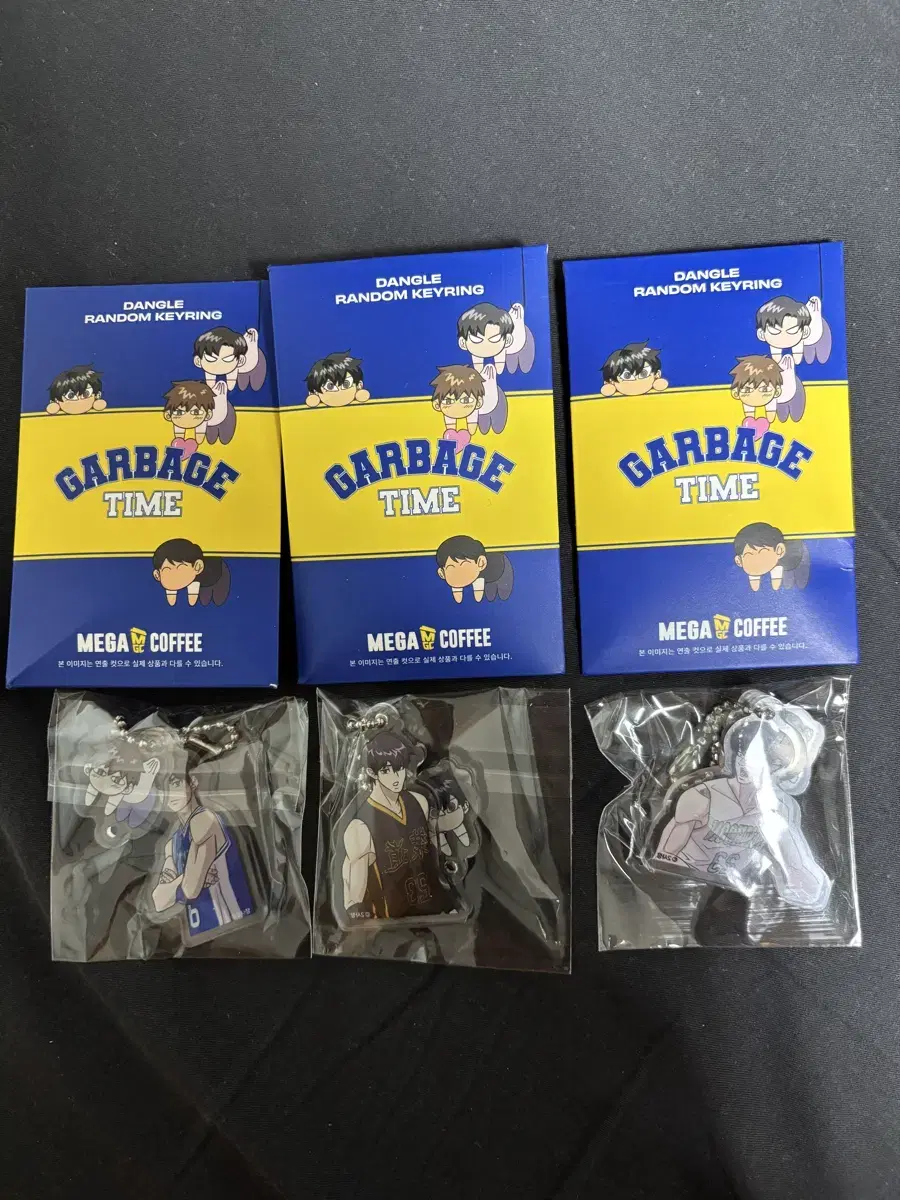 DANGLE
RANDOM KEYRING
GARBAGE
TIME
MEGA MGC COFFEE
본 이미지는 연출 컷으로 실제 상품과 다를 수 있습니다.
DANGLE
RANDOM KEYRING
GARBAGE
TIME
MEGA MGC COFFEE
본 이미지는 연출 컷으로 실제 상품과 다를 수 있습니다.
DANGLE
RANDOM KEYRING
GARBAGE
TIME
MEGA MGC COFFEE
본 이미지는 연출 컷으로 실제 상품과 다를 수 있습니다.
6